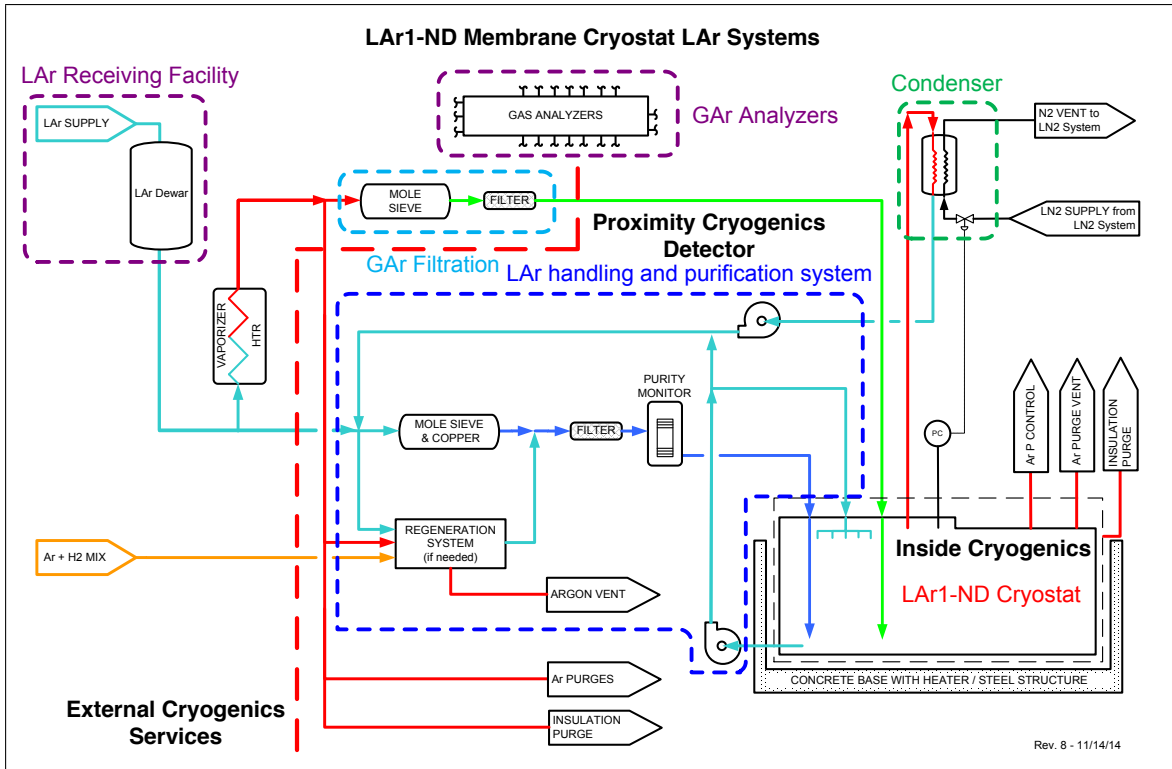 LAr1-ND Membrane Cryostat LAr Systems
LAr Receiving Facility
LAr SUPPLY
LAr Dewar
GAS ANALYZERS
GAr Analyzers
Condenser
N2 VENT to
LN2 System
LN2 SUPPLY from
LN2 System
MOLE
SIEVE
FILTER
GAr Filtration
Proximity Cryogenics
Detector
LAr handling and purification system
VAPORIZER
HTR
PURITY
MONITOR
MOLE SIEVE
& COPPER
FILTER
REGENERATION
SYSTEM
(if needed)
Ar + H2 MIX
ARGON VENT
PC
Ar P CONTROL
Ar PURGE VENT
INSULATION
PURGE
Inside Cryogenics
LAr1-ND Cryostat
CONCRETE BASE WITH HEATER / STEEL STRUCTURE
Ar PURGES
INSULATION
PURGE
External Cryogenics
Services
Rev. 8 - 11/14/14